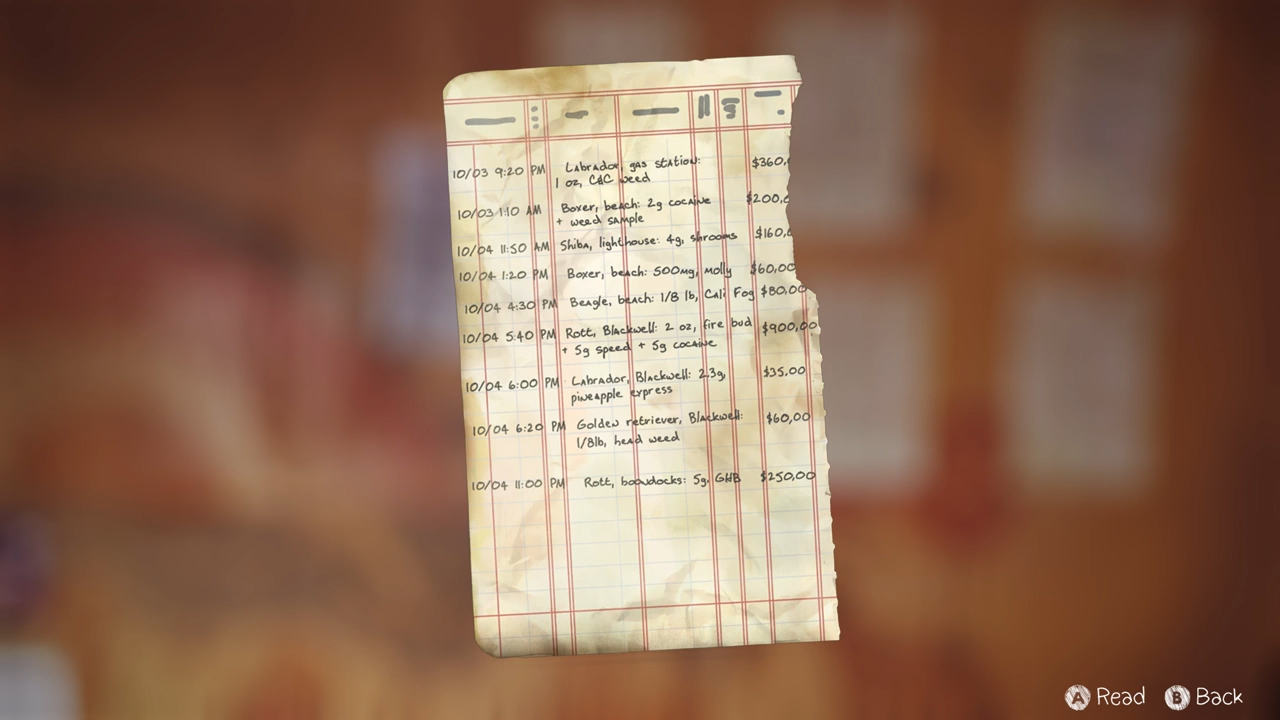 10/03 9:20 PM Labrador, gas station: $360,
1 oz, C&C weed
10/03 1:10 AM Boxer, beach: 2g cocaine $200,0
+ weed sample
10/04 11:50 AM Shiba, lighthouse: 4g, shrooms $160,0
10/04 1:20 PM Boxer, beach: 500mg, molly $60,00
10/04 4:30 PM Beagle, beach: 1/8 lb, Cali Fog $80,00
10/04 5:40 PM Rott, Blackwell: 2 oz, fire bud $900,00
+ 5g speed + 5g cocaine
10/04 6:00 PM Labrador, Blackwell: 2.3g, $35.00
pineapple express
10/04 6:20 PM Golden retriever, Blackwell: $60,00
1/8lb, head weed
10/04 11:00 PM Rott, boondocks: 5g, GHB $250,00
A Read B Back